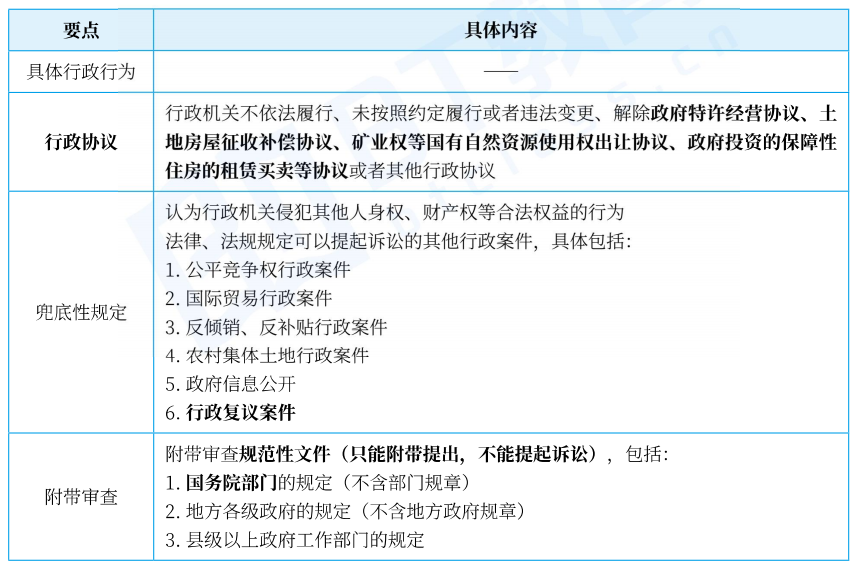 要点 具体内容
具体行政行为 ——
行政协议
行政机关不依法履行、未按照约定履行或者违法变更、解除政府特许经营协议、土
地房屋征收补偿协议、矿业权等国有自然资源使用权出让协议、政府投资的保障性
住房的租赁买卖等协议或者其他行政协议
兜底性规定
认为行政机关侵犯其他人身权、财产权等合法权益的行为
法律、法规规定可以提起诉讼的其他行政案件，具体包括：
1. 公平竞争权行政案件
2. 国际贸易行政案件
3. 反倾销、反补贴行政案件
4. 农村集体土地行政案件
5. 政府信息公开
6. 行政复议案件
附带审查
附带审查规范性文件（只能附带提出，不能提起诉讼），包括：
1. 国务院部门的规定（不含部门规章）
2. 地方各级政府的规定（不含地方政府规章）
3. 县级以上政府工作部门的规定